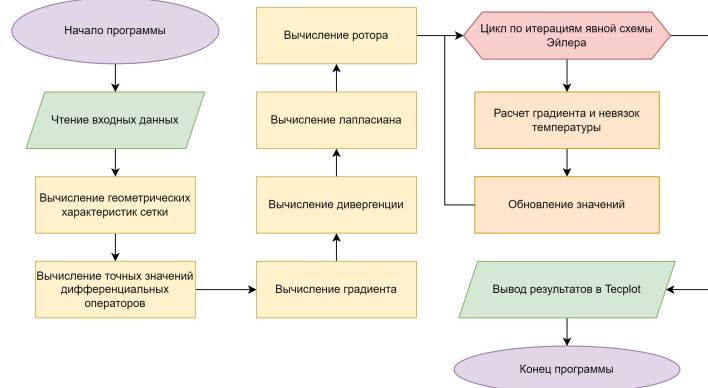 Начало программы
Чтение входных данных
Вычисление геометрических
характеристик сетки
Вычисление точных значений
дифференциальных
операторов
Вычисление градиента
Вычисление дивергенции
Вычисление лапласиана
Вычисление ротора
Цикл по итерациям явной схемы
Эйлера
Расчет градиента и невязок
температуры
Обновление значений
Вывод результатов в Tecplot
Конец программы